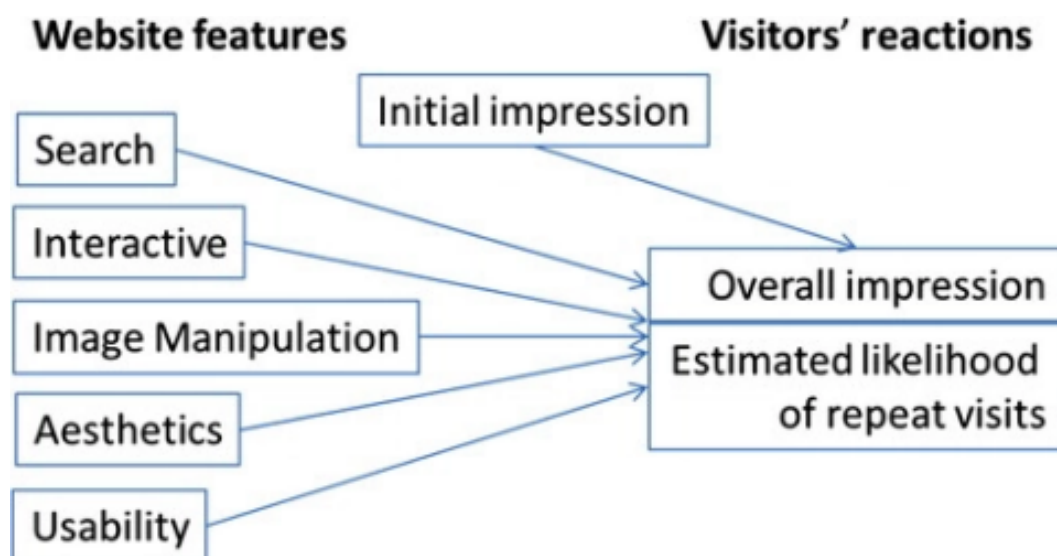 Website features
Visitors’ reactions
Initial impression
Search
Interactive
Image Manipulation
Aesthetics
Usability
Overall impression
Estimated likelihood
of repeat visits